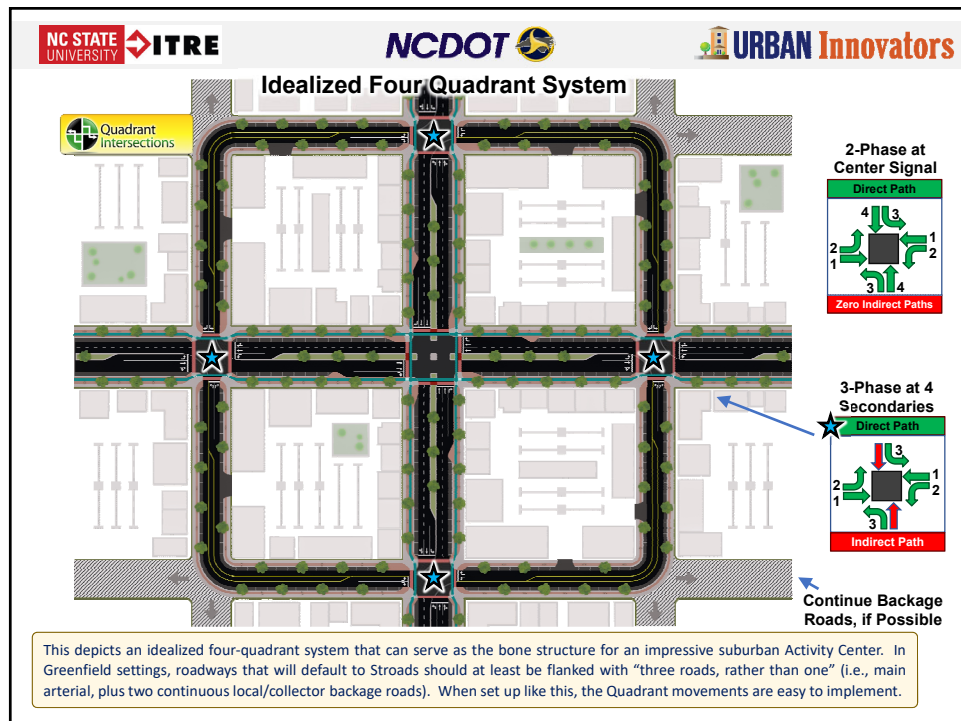 NC STATE
UNIVERSITY
ITRE
NCDOT
URBAN Innovators
Idealized Four Quadrant System
Quadrant
Intersections
2-Phase at
Center Signal
Direct Path
4 3
2 1
1 2
3 4
Zero Indirect Paths
3-Phase at 4
Secondaries
Direct Path
3
2 1
1 2
3
Indirect Path
Continue Backage
Roads, if Possible
This depicts an idealized four-quadrant system that can serve as the bone structure for an impressive suburban Activity Center. In
Greenfield settings, roadways that will default to Stroads should at least be flanked with “three roads, rather than one” (i.e., main
arterial, plus two continuous local/collector backage roads). When set up like this, the Quadrant movements are easy to implement.